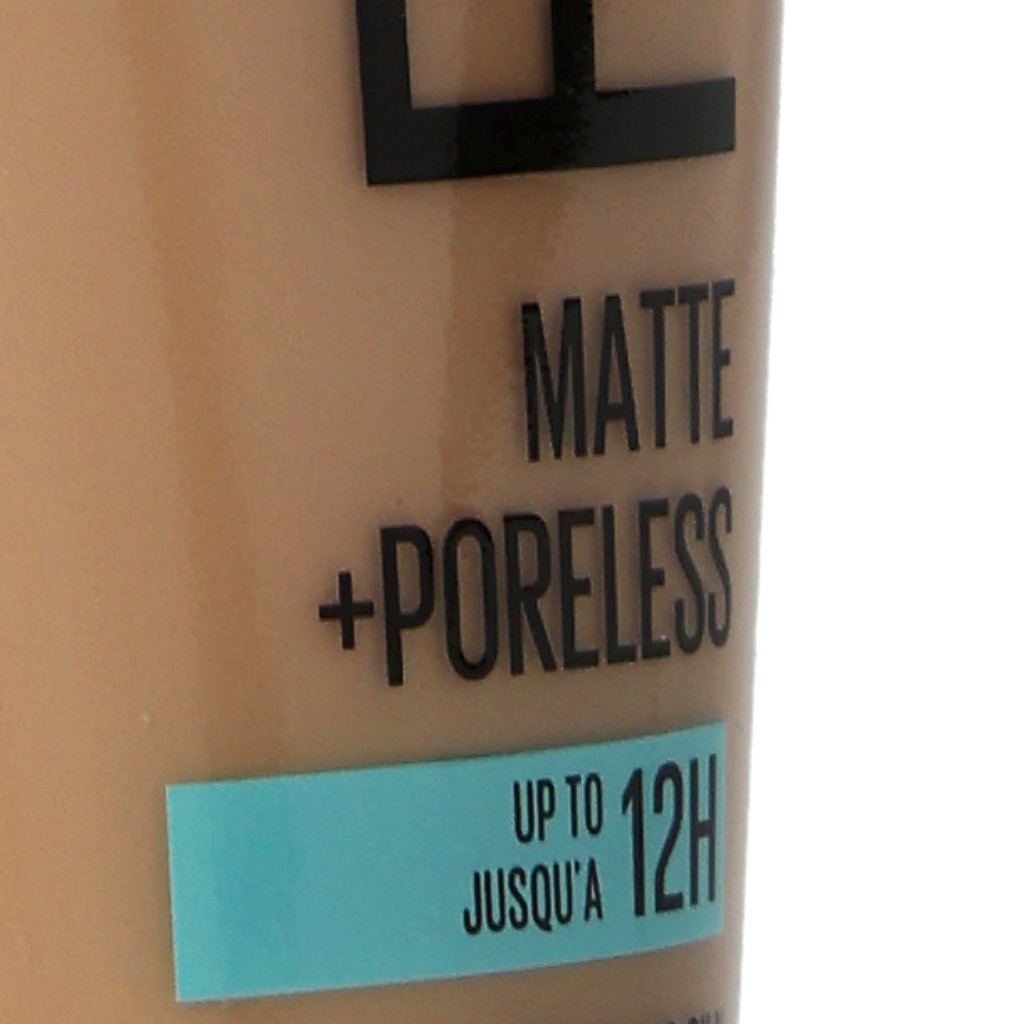 MATTE
+PORELESS
UP TO
JUSQU'A
12H